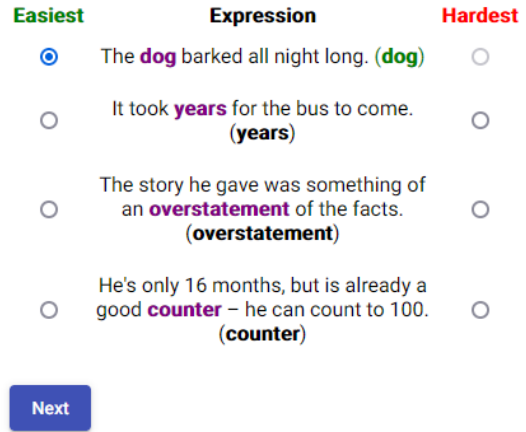 Easiest Expression Hardest
The dog barked all night long. (dog)
It took years for the bus to come.
(years)
The story he gave was something of
an overstatement of the facts.
(overstatement)
He's only 16 months, but is already a
good counter – he can count to 100.
(counter)
Next